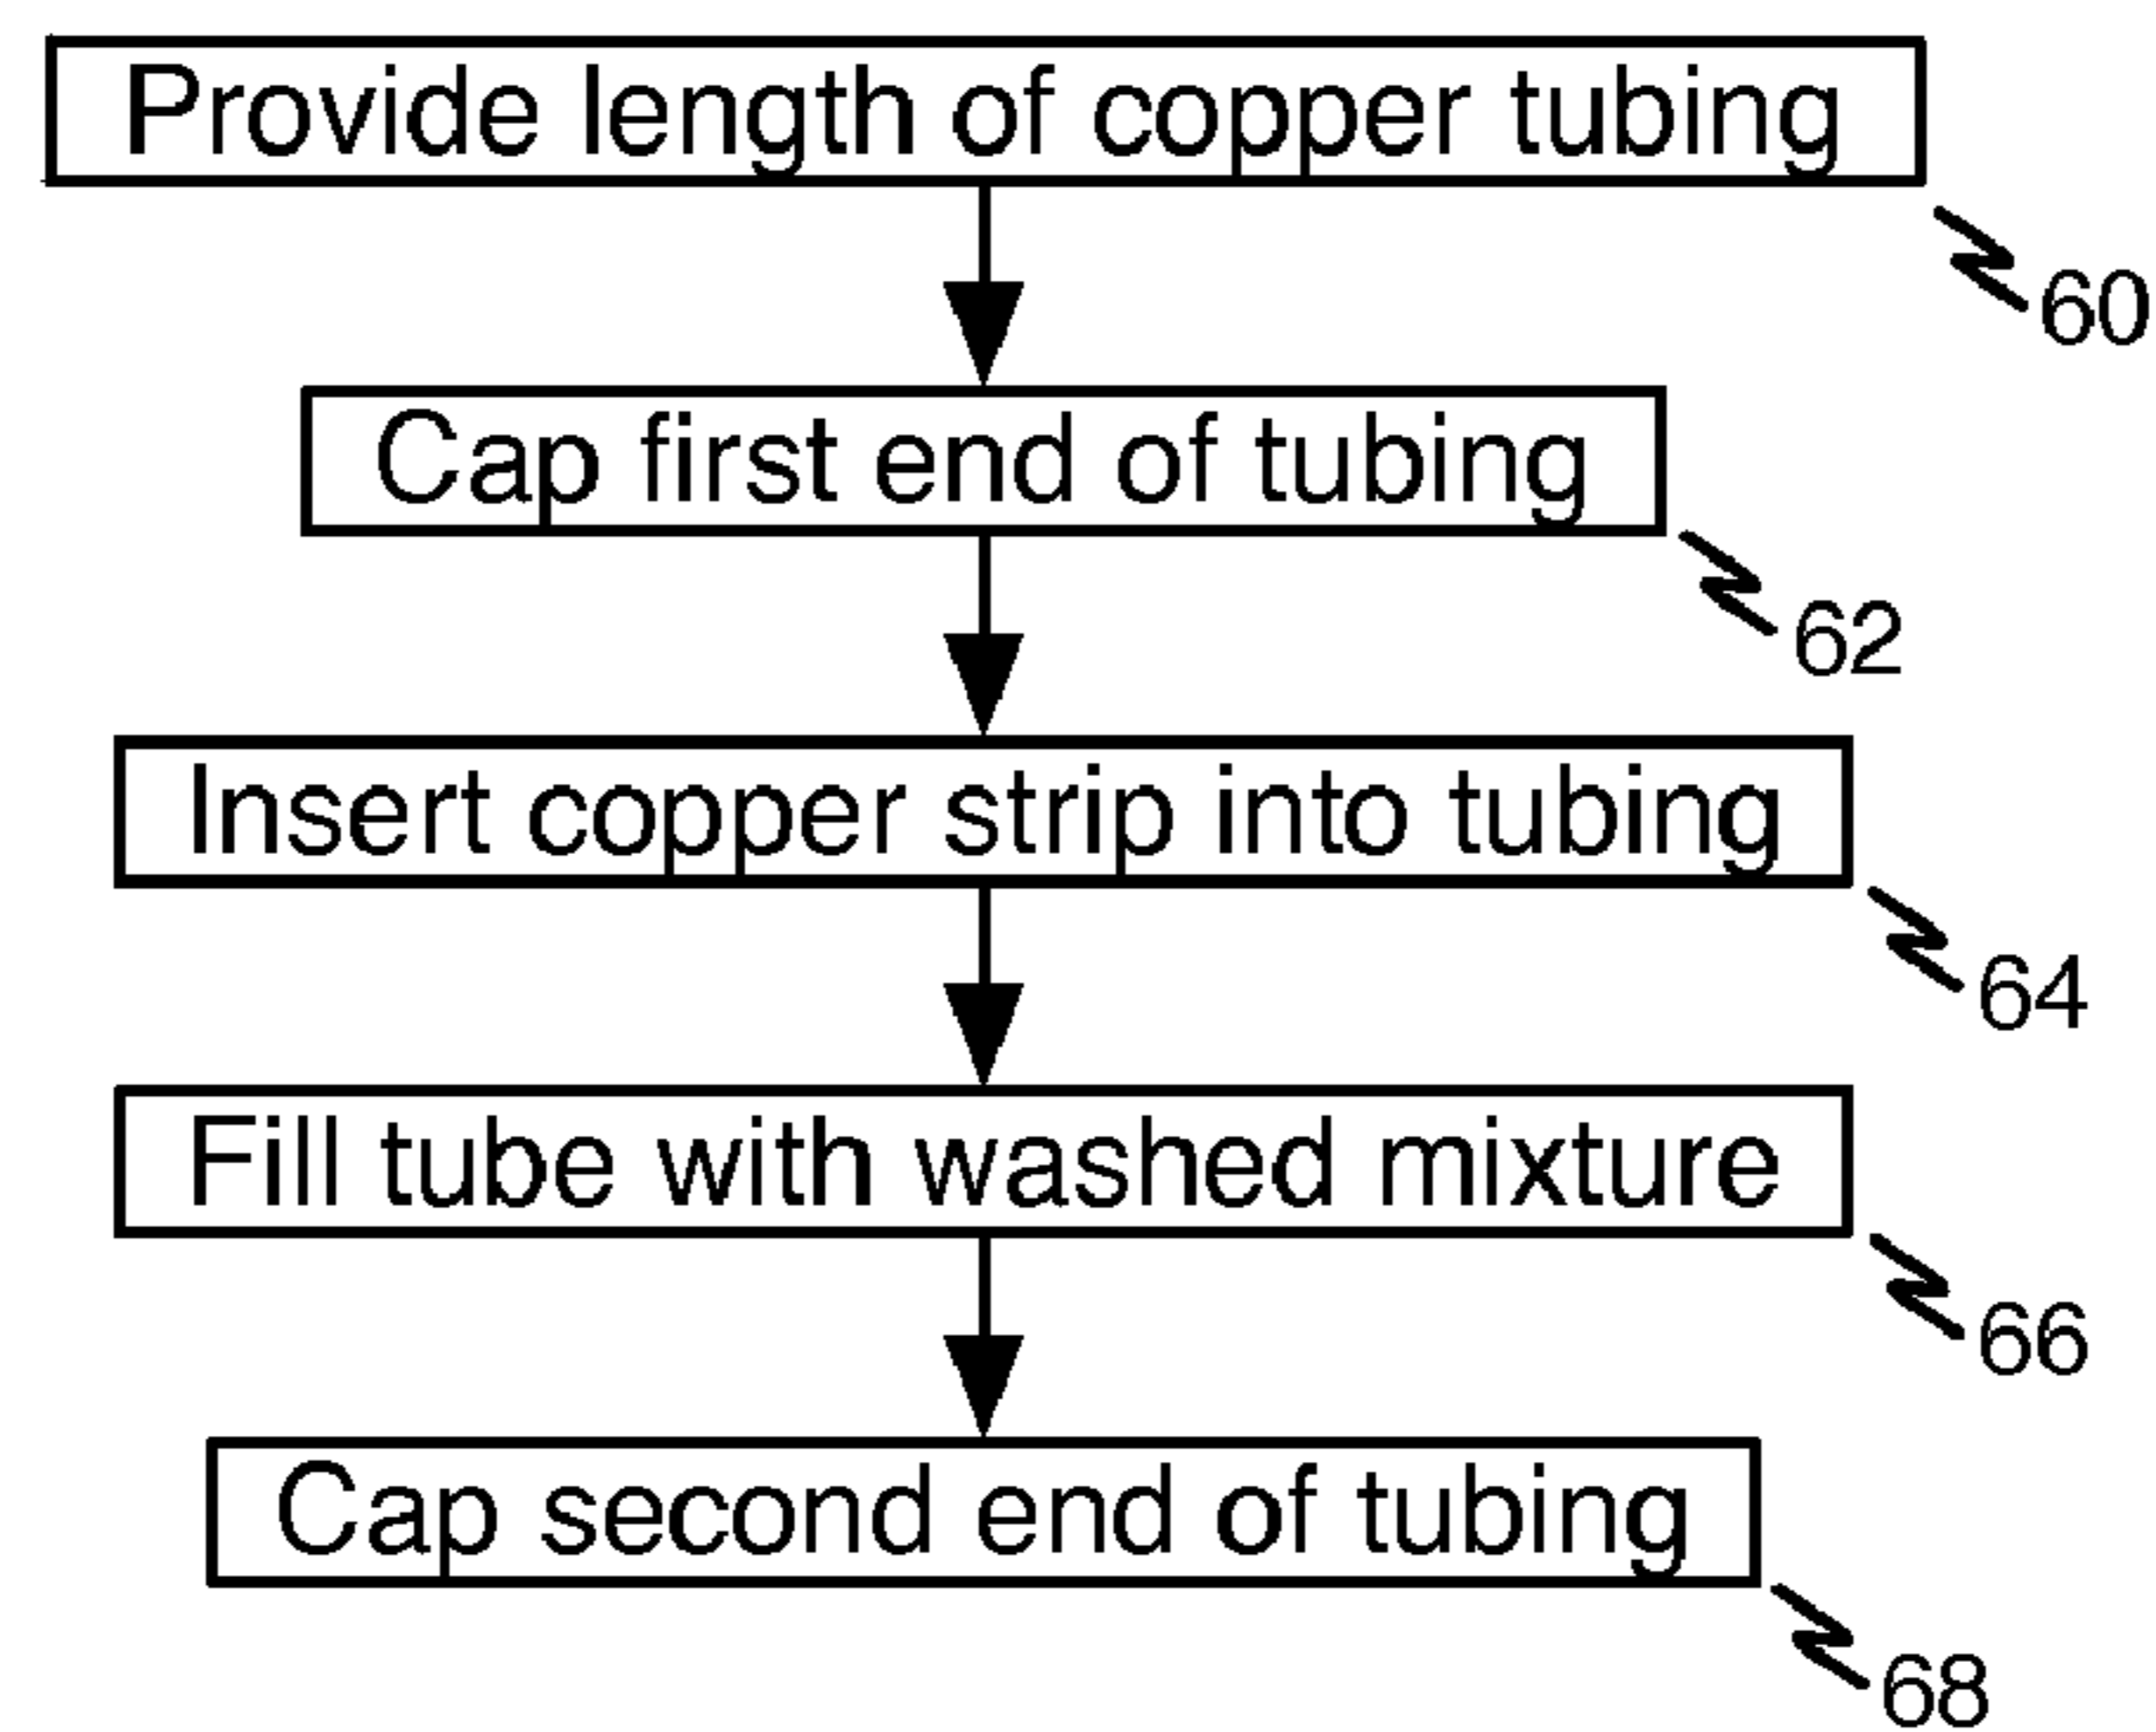 Provide length of copper tubing
60
Cap first end of tubing
62
Insert copper strip into tubing
64
Fill tube with washed mixture
66
Cap second end of tubing
68